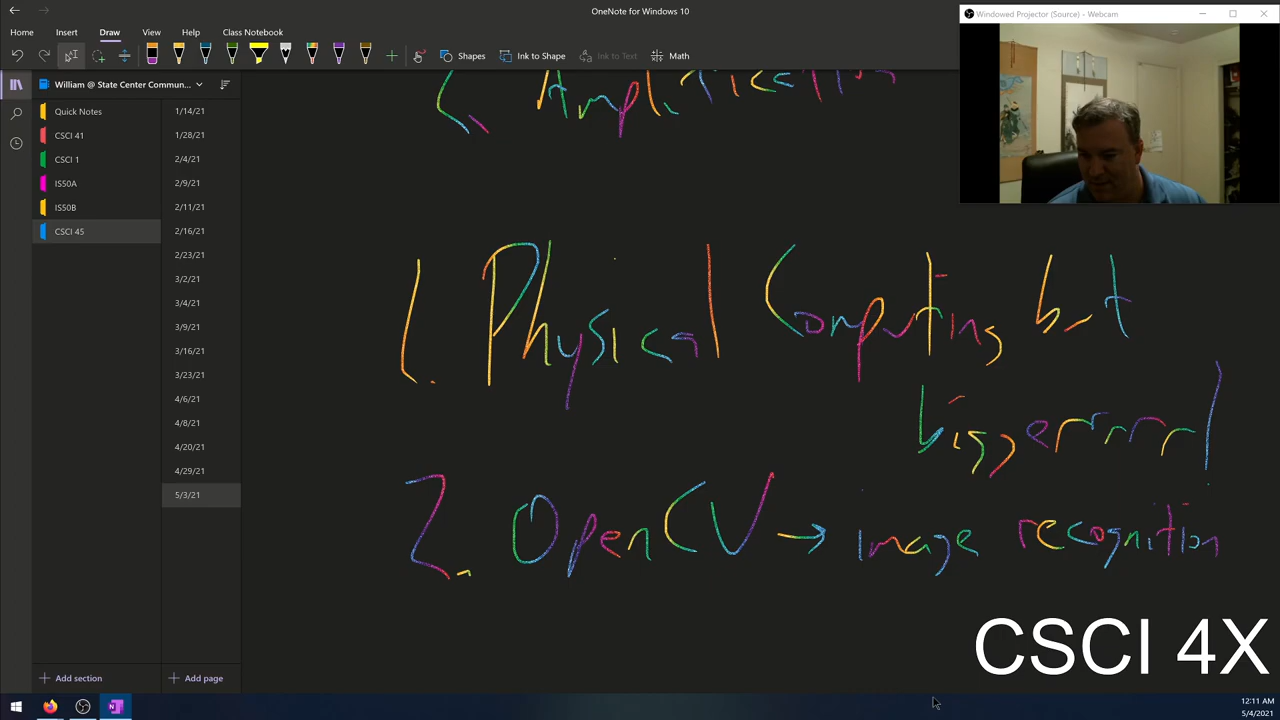 OneNote for Windows 10
Windowed Projector (Source) - Webcam
Home Insert Draw View Help Class Notebook
Shapes Ink to Shape Ink to Text Math
William @ State Center Commun...
Quick Notes
CSCI 41
CSCI 1
IS50A
IS50B
CSCI 45
1/14/21
1/28/21
2/4/21
2/9/21
2/11/21
2/16/21
2/23/21
3/2/21
3/4/21
3/9/21
3/16/21
3/23/21
4/6/21
4/8/21
4/20/21
4/29/21
5/3/21
Amplification
1. Physical Computing but
biggerrrr!
2. OpenCV → image recognition
CSCI 4X
Add section
Add page
12:11 AM
5/4/2021